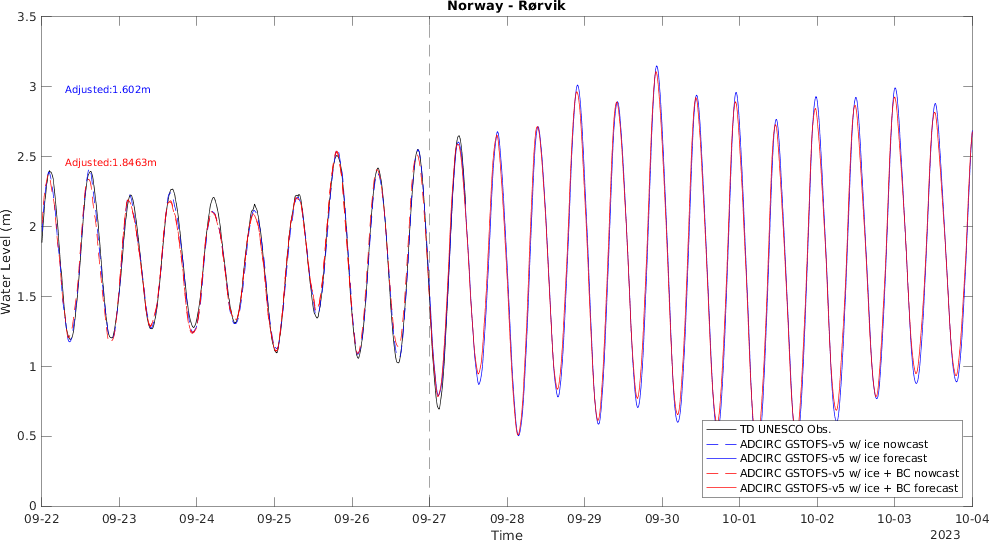 Norway - Rørvik
3.5
3
2.5
2
1.5
1
0.5
0
Water Level (m)
Adjusted:1.602m
Adjusted:1.8463m
TD UNESCO Obs.
ADCIRC GSTOFS-v5 w/ ice nowcast
ADCIRC GSTOFS-v5 w/ ice forecast
ADCIRC GSTOFS-v5 w/ ice + BC nowcast
ADCIRC GSTOFS-v5 w/ ice + BC forecast
09-22 09-23 09-24 09-25 09-26 09-27 09-28 09-29 09-30 10-01 10-02 10-03 10-04
Time
2023